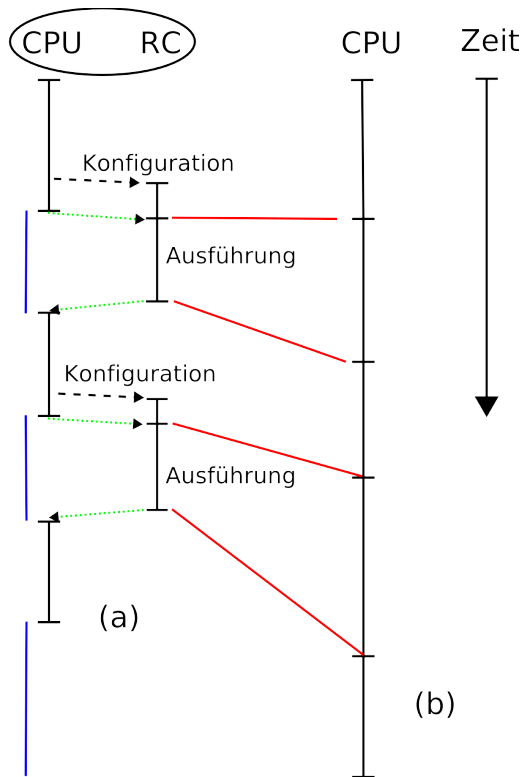 CPU RC CPU Zeit
Konfiguration
Ausführung
Konfiguration
Ausführung
(a)
(b)